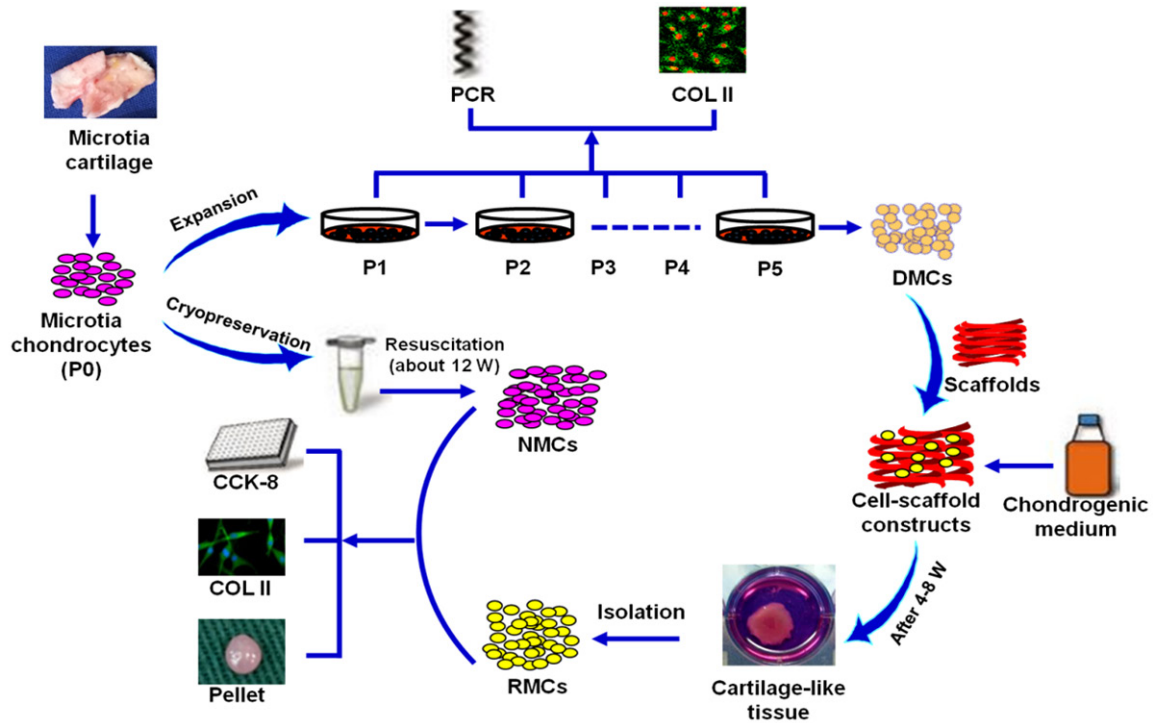 PCR
COL II
Microtia
cartilage
Expansion
P1
P2
P3
P4
P5
DMCs
Microtia
chondrocytes
(P0)
Cryopreservation
Resuscitation
(about 12 W)
NMCs
Scaffolds
CCK-8
Cell-scaffold
constructs
Chondrogenic
medium
COL II
After 4-8 W
Isolation
Pellet
RMCs
Cartilage-like
tissue